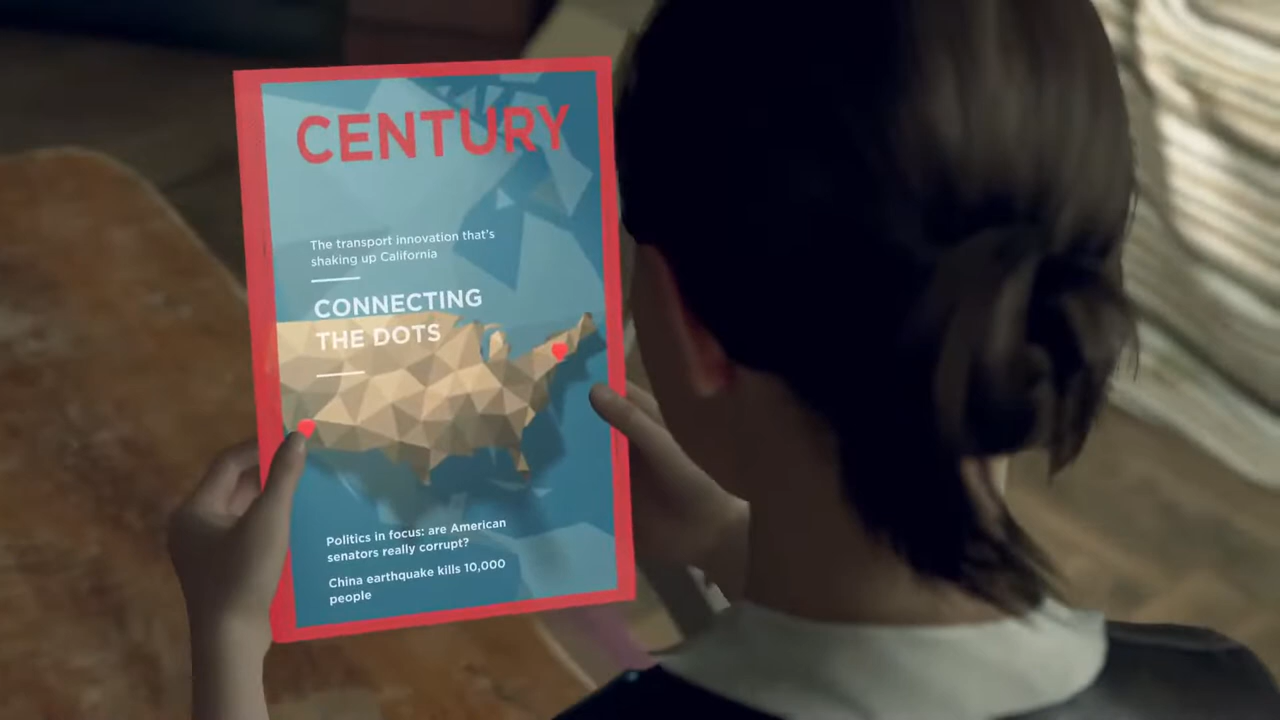 CENTURY
The transport innovation that's
shaking up California
CONNECTING
THE DOTS
Politics in focus: are American
senators really corrupt?
China earthquake kills 10,000
people